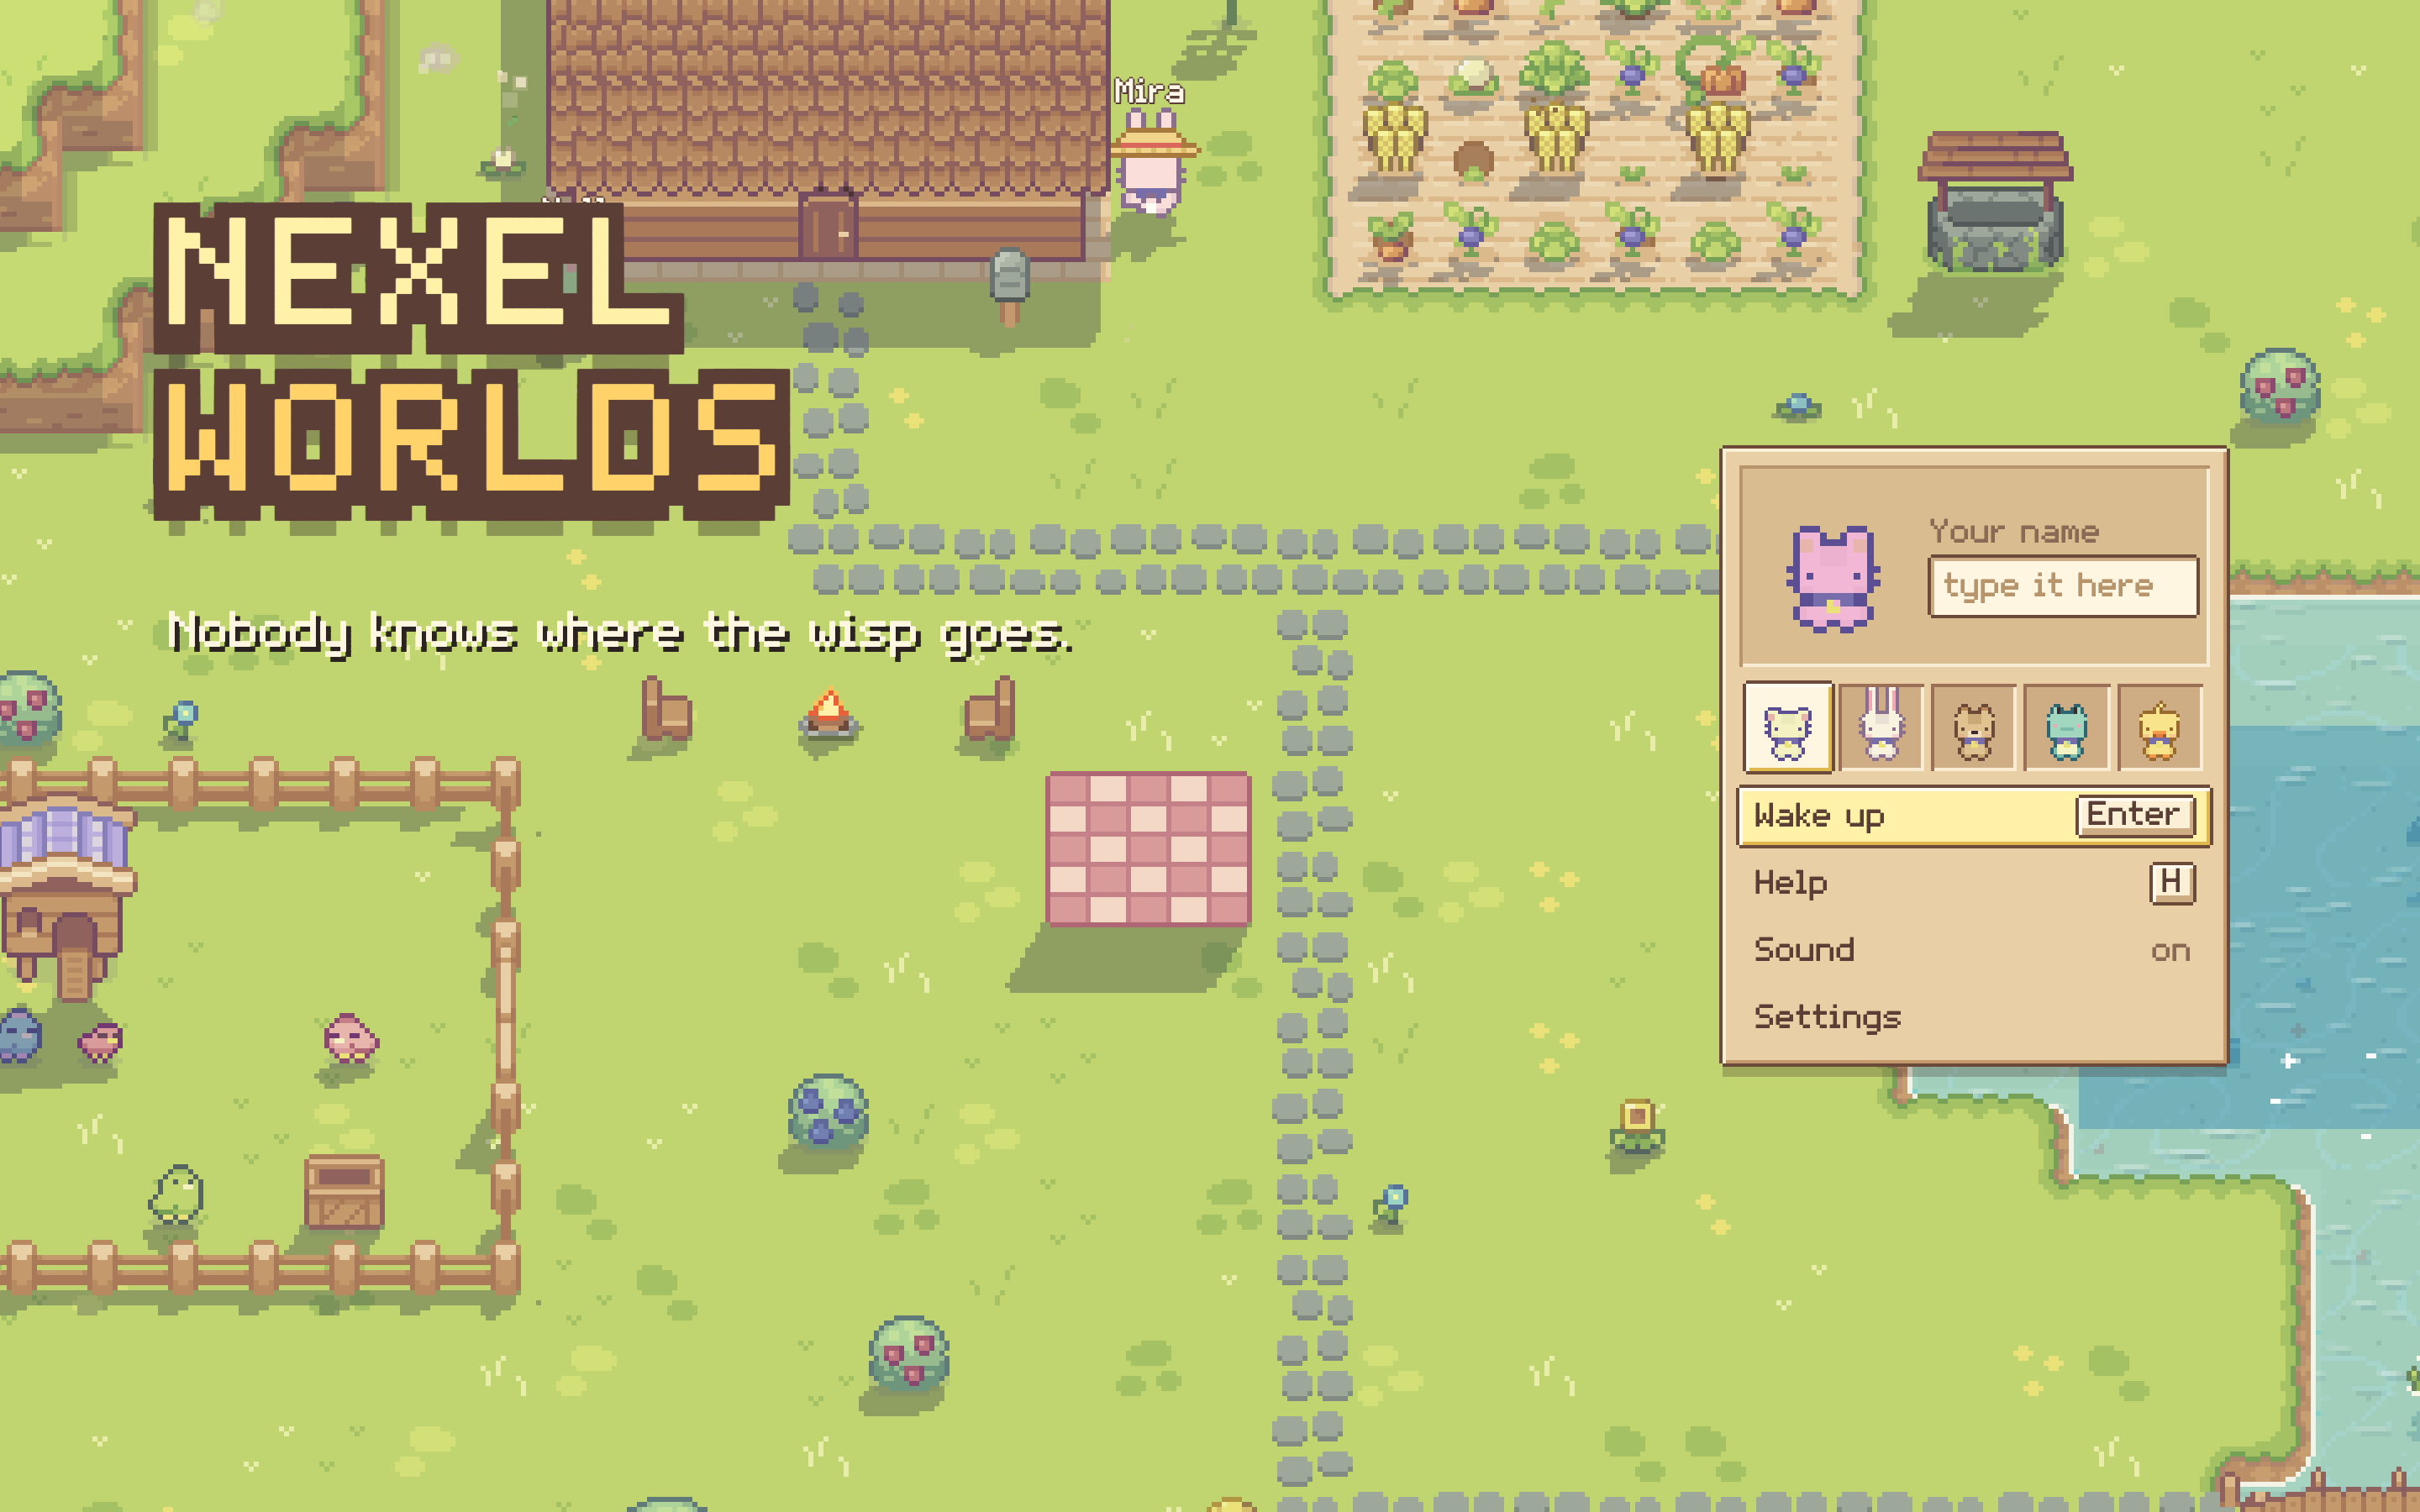 Mira
NEXEL
WORLDS
Nobody knows where the wisp goes.
Your name
type it here
Wake up Enter
Help H
Sound on
Settings